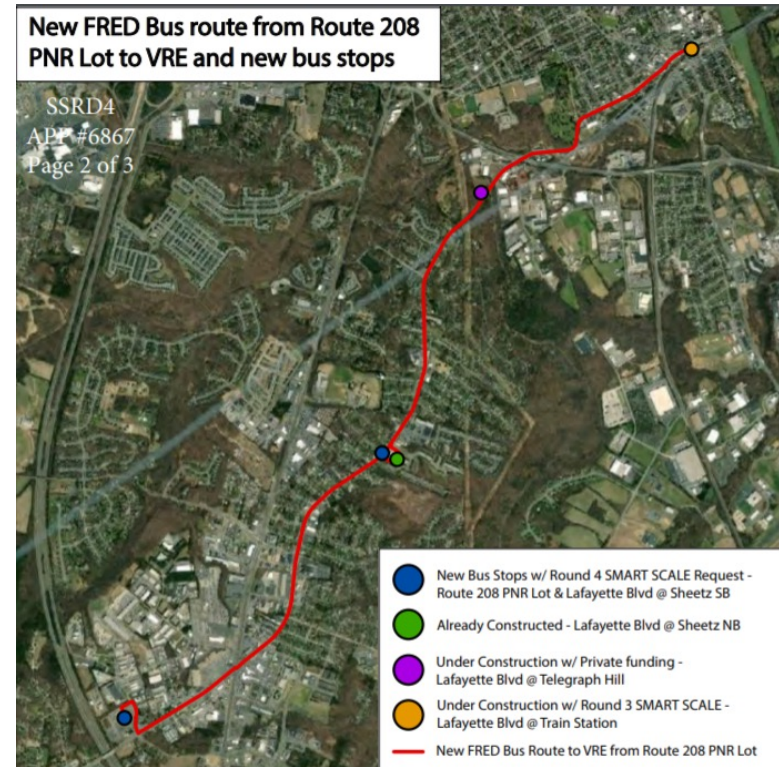 New FRED Bus route from Route 208
PNR Lot to VRE and new bus stops
SSRD4
APP #6867
Page 2 of 3
New Bus Stops w/ Round 4 SMART SCALE Request -
Route 208 PNR Lot & Lafayette Blvd @ Sheetz SB
Already Constructed - Lafayette Blvd @ Sheetz NB
Under Construction w/ Private funding -
Lafayette Blvd @ Telegraph Hill
Under Construction w/ Round 3 SMART SCALE -
Lafayette Blvd @ Train Station
New FRED Bus Route to VRE from Route 208 PNR Lot